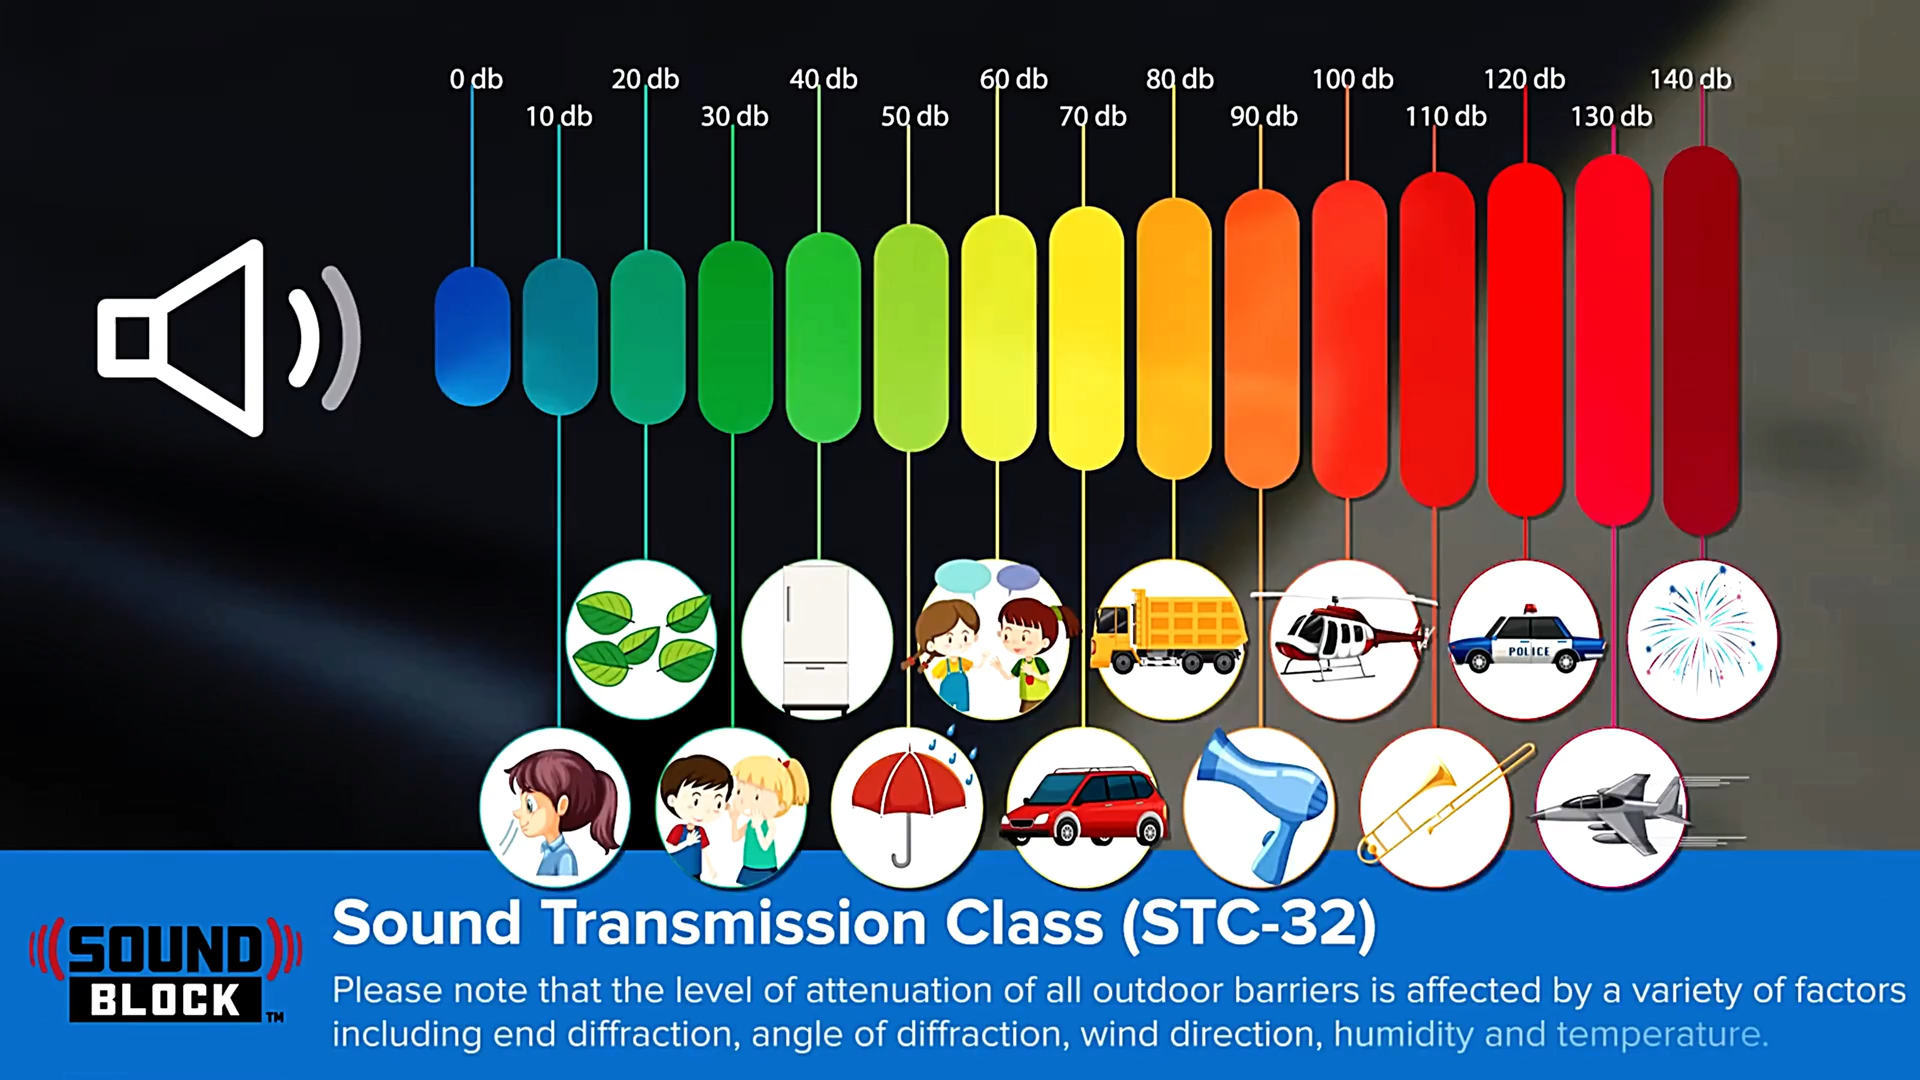 0 db
20 db
40 db
60 db
80 db
100 db
120 db
140 db
10 db
30 db
50 db
70 db
90 db
110 db
130 db
POLICE
Sound Transmission Class (STC-32)
SOUND
BLOCK™
Please note that the level of attenuation of all outdoor barriers is affected by a variety of factors
including end diffraction, angle of diffraction, wind direction, humidity and temperature.